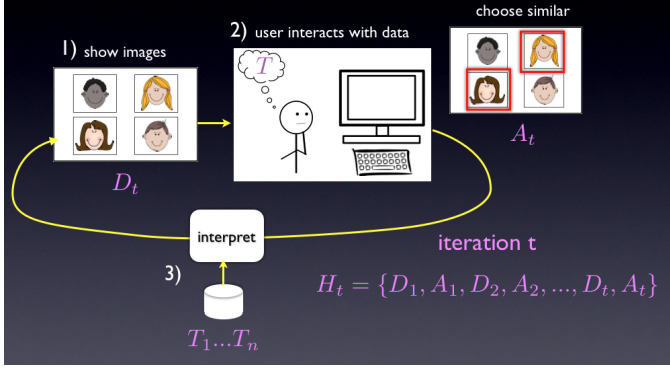 choose similar
2) user interacts with data
1) show images
T
D_t
A_t
interpret
3)
iteration t
H_t = {D_1, A_1, D_2, A_2, ..., D_t, A_t}
T_1...T_n